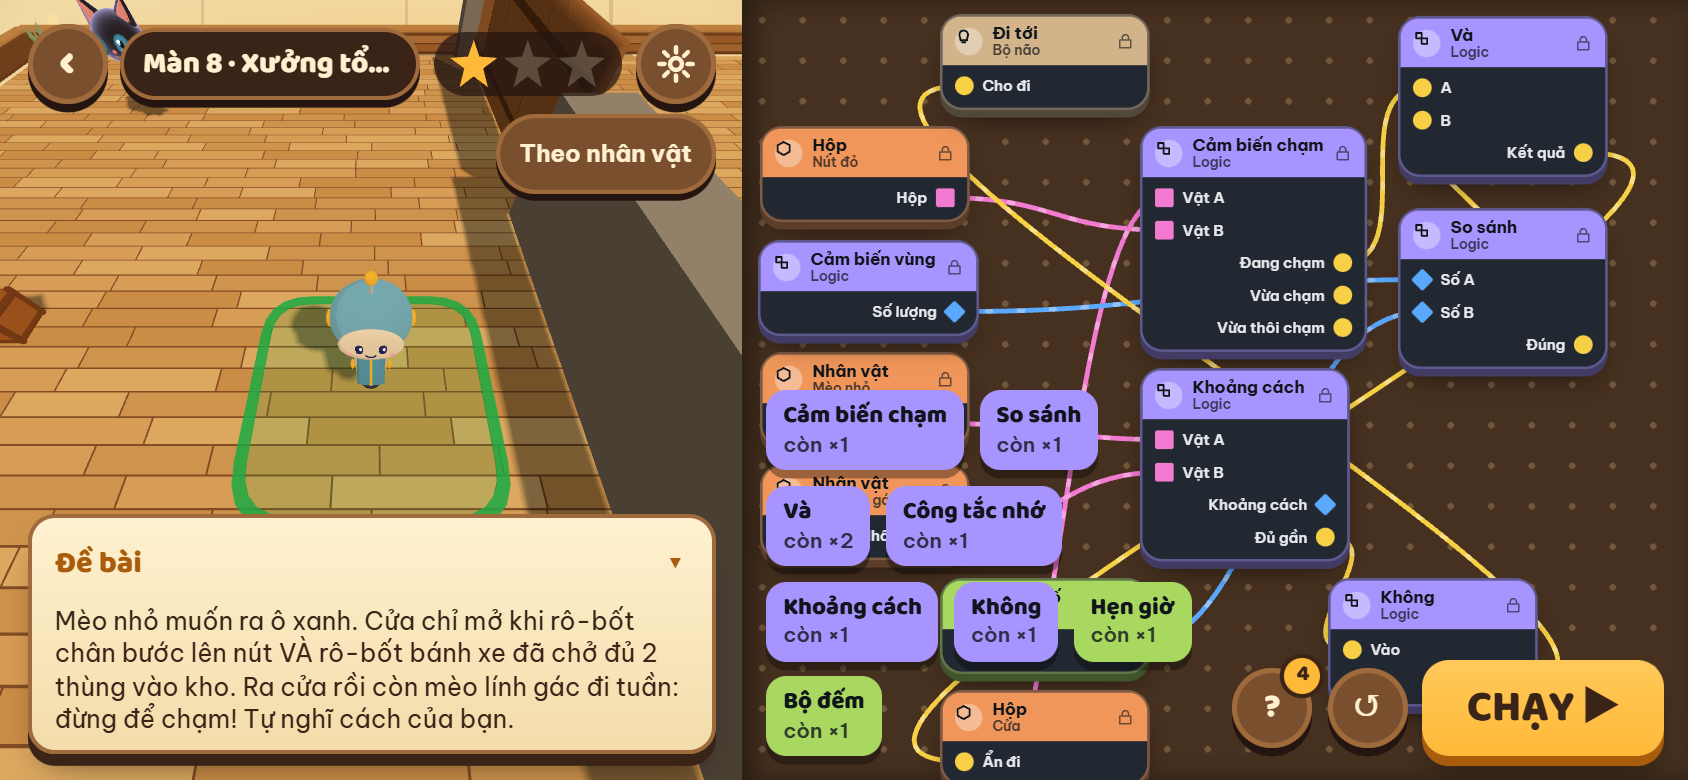 Màn 8 · Xưởng tổ...
Theo nhân vật
Đề bài
Mèo nhỏ muốn ra ô xanh. Cửa chỉ mở khi rô-bốt
chân bước lên nút VÀ rô-bốt bánh xe đã chở đủ 2
thùng vào kho. Ra cửa rồi còn mèo lính gác đi tuần:
đừng để chạm! Tự nghĩ cách của bạn.
Đi tới
Bộ não
Cho đi
Và
Logic
A
B
Kết quả
Hộp
Nút đỏ
Hộp
Cảm biến chạm
Logic
Vật A
Vật B
Đang chạm
Vừa chạm
Vừa thôi chạm
Cảm biến vùng
Logic
Số lượng
So sánh
Logic
Số A
Số B
Đúng
Nhân vật
Mèo nhỏ
Cảm biến chạm
còn ×1
So sánh
còn ×1
Khoảng cách
Logic
Vật A
Vật B
Khoảng cách
Đủ gần
Nhân vật
Và
còn ×2
Công tắc nhớ
còn ×1
Khoảng cách
còn ×1
Không
còn ×1
Hẹn giờ
còn ×1
Không
Logic
Vào
Bộ đếm
còn ×1
Hộp
Cửa
Ẩn đi
?
4
CHẠY